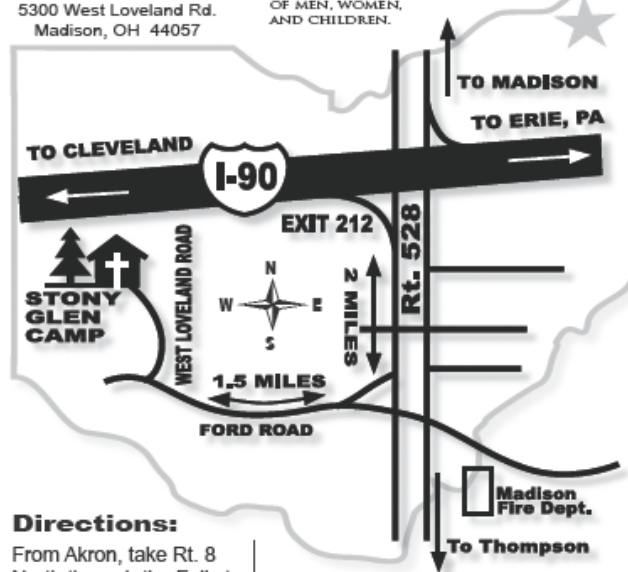 5300 West Loveland Rd.
Madison, OH 44057
OF MEN, WOMEN,
AND CHILDREN.
TO MADISON
TO ERIE, PA
TO CLEVELAND
I-90
EXIT 212
Rt. 528
WEST LOVELAND ROAD
N
W
E
S
2 MILES
STONY
GLEN
CAMP
1.5 MILES
FORD ROAD
Madison
Fire Dept.
To Thompson
Directions:
From Akron, take Rt. 8